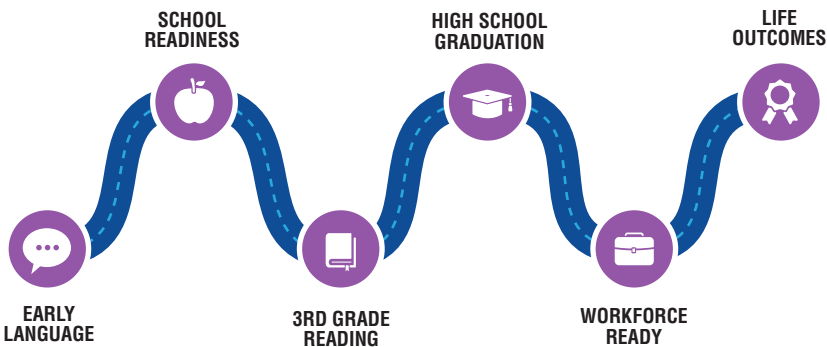 EARLY
LANGUAGE
SCHOOL
READINESS
3RD GRADE
READING
HIGH SCHOOL
GRADUATION
WORKFORCE
READY
LIFE
OUTCOMES